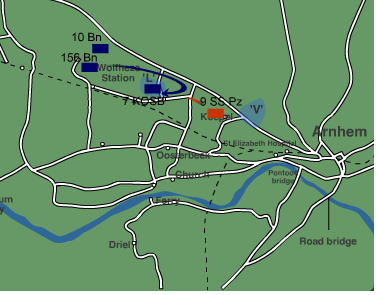 10 Bn
156 Bn
Wolfheze
Station
'L'
7 KOSB
9 SS Pz
'V'
Arnhem
St Elizabeth Hospital
Oosterbeek
Church
Pontoon
bridge
Ferry
Driel
Road bridge